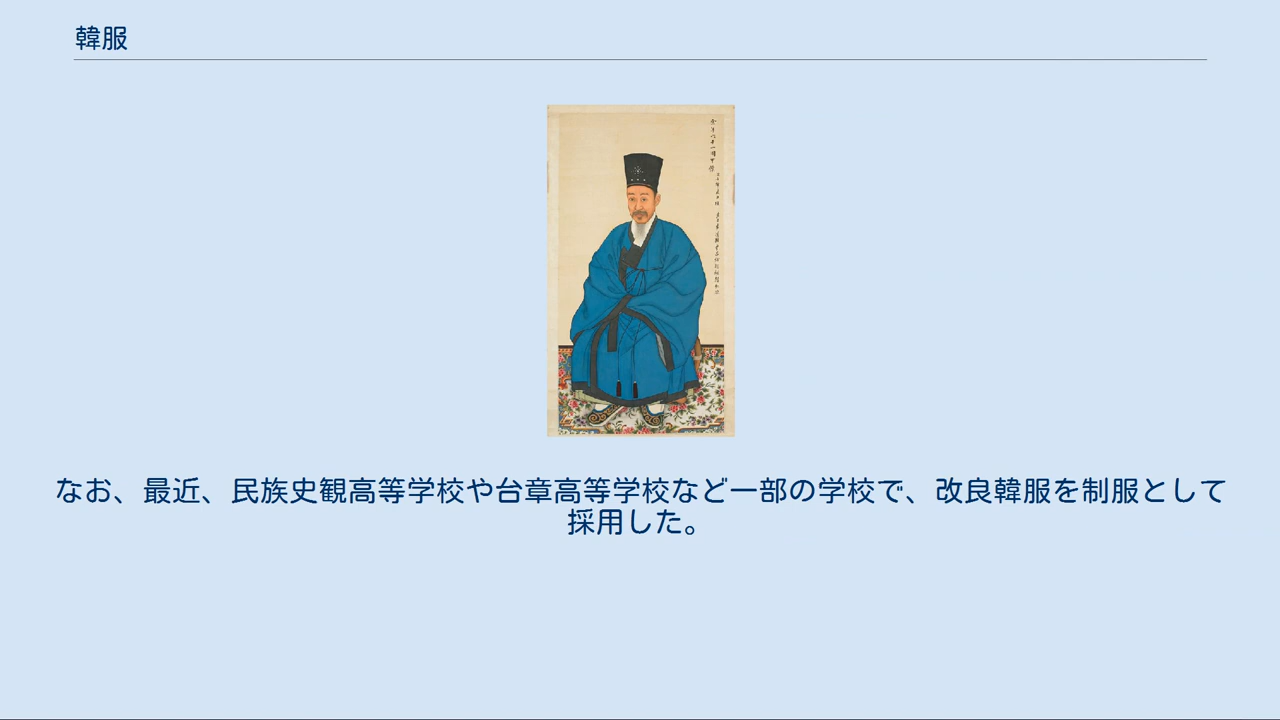 韓服
なお、最近、民族史観高等学校や台章高等学校など一部の学校で、改良韓服を制服として
採用した。